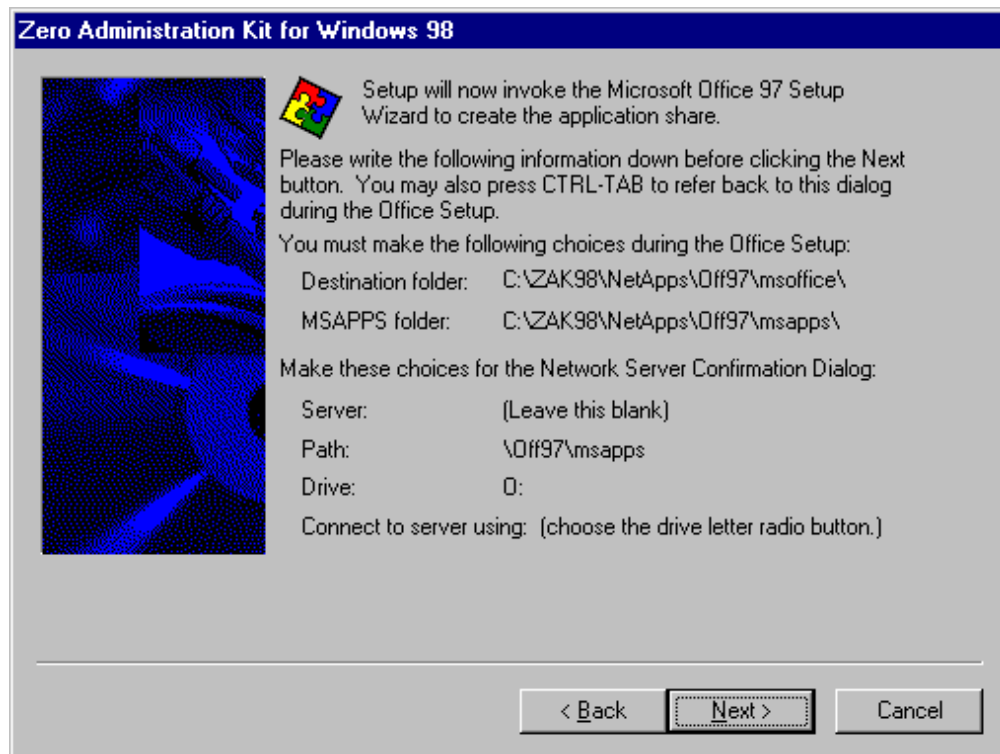 Zero Administration Kit for Windows 98
Setup will now invoke the Microsoft Office 97 Setup
Wizard to create the application share.
Please write the following information down before clicking the Next
button.  You may also press CTRL-TAB to refer back to this dialog
during the Office Setup.
You must make the following choices during the Office Setup:
Destination folder: C:\ZAK98\NetApps\Off97\msoffice\
MSAPPS folder: C:\ZAK98\NetApps\Off97\msapps\
Make these choices for the Network Server Confirmation Dialog:
Server: (Leave this blank)
Path: \Off97\msapps
Drive: O:
Connect to server using: (choose the drive letter radio button.)
< Back Next > Cancel